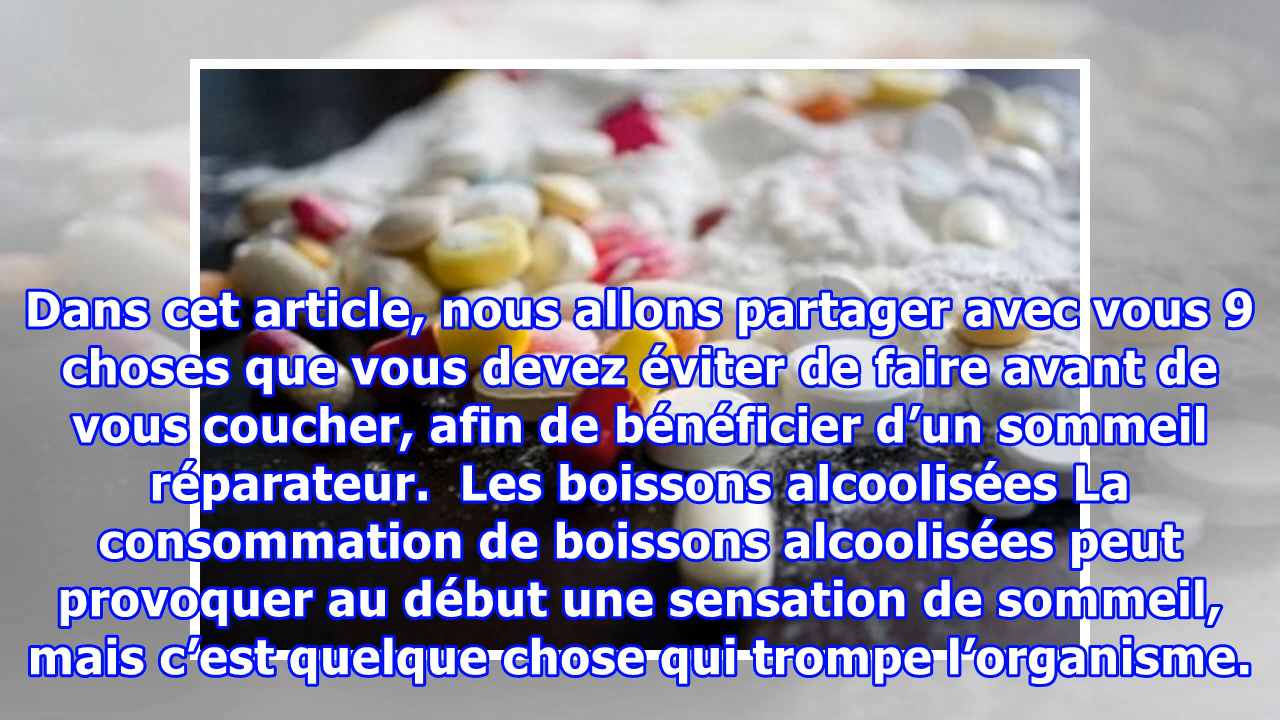 Dans cet article, nous allons partager avec vous 9
choses que vous devez éviter de faire avant de
vous coucher, afin de bénéficier d’un sommeil
réparateur.  Les boissons alcoolisées La
consommation de boissons alcoolisées peut
provoquer au début une sensation de sommeil,
mais c’est quelque chose qui trompe l’organisme.